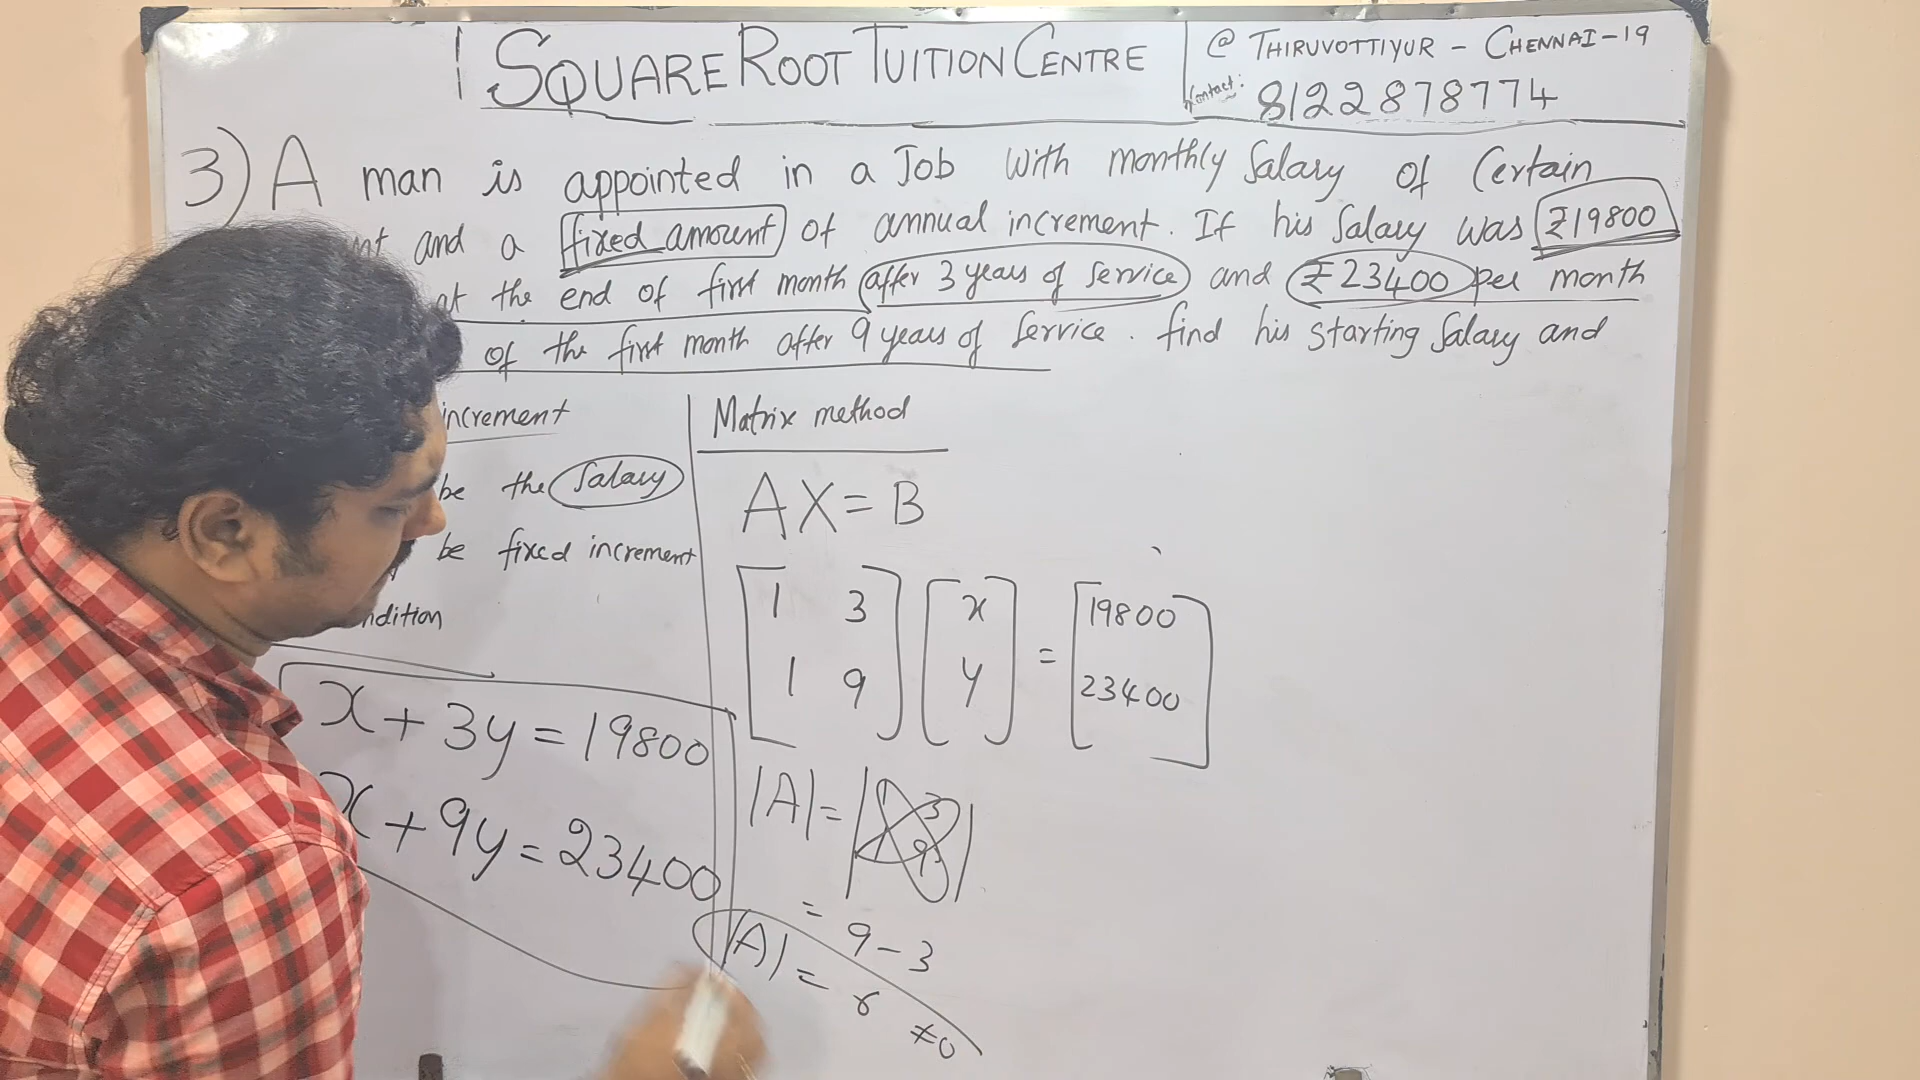 SQUARE ROOT TUITION CENTRE
@ THIRUVOTTIYUR - CHENNAI-19
Contact: 8122878774
3) A man is appointed in a Job with monthly Salary of Certain
and a fixed amount of annual increment. If his Salary was ₹19800
at the end of first month after 3 years of service and ₹23400 per month
of the first month after 9 years of Service. find his starting Salary and
increment
be the Salary
be fixed increment
x + 3y = 19800
x + 9y = 23400
Matrix method
AX = B
[1 3] [x] = [19800]
[1 9] [y] [23400]
|A| = |1 3|
|1 9|
= 9 - 3
|A| = 6 ≠0